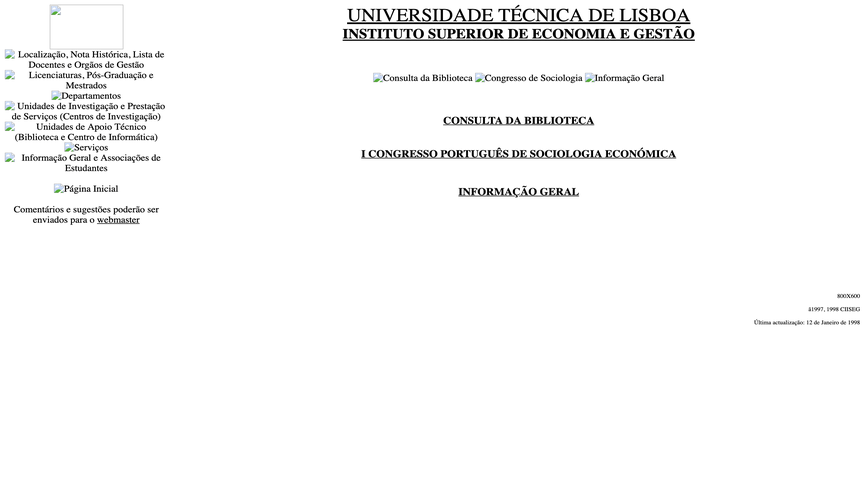 Localização, Nota Histórica, Lista de
Docentes e Orgãos de Gestão
Licenciaturas, Pós-Graduação e
Mestrados
Departamentos
Unidades de Investigação e Prestação
de Serviços (Centros de Investigação)
Unidades de Apoio Técnico
(Biblioteca e Centro de Informática)
Serviços
Informação Geral e Associações de
Estudantes
Página Inicial
Comentários e sugestões poderão ser
enviados para o webmaster
UNIVERSIDADE TÉCNICA DE LISBOA
INSTITUTO SUPERIOR DE ECONOMIA E GESTÃO
Consulta da Biblioteca Congresso de Sociologia Informação Geral
CONSULTA DA BIBLIOTECA
I CONGRESSO PORTUGUÊS DE SOCIOLOGIA ECONÓMICA
INFORMAÇÃO GERAL
800X600
ã1997, 1998 CIISEG
Última actualização: 12 de Janeiro de 1998